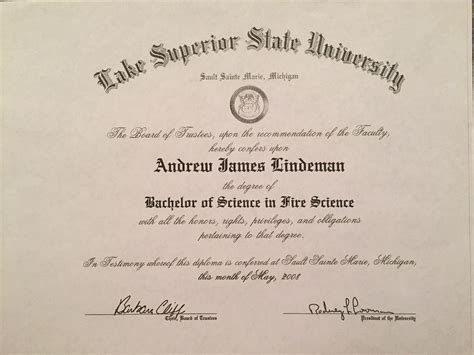 Lake Superior State University
Sault Sainte Marie, Michigan
The Board of Trustees, upon the recommendation of the Faculty,
hereby confers upon
Andrew James Lindeman
the degree of
Bachelor of Science in Fire Science
with all the honors, rights, privileges, and obligations
pertaining to that degree.
In Testimony whereof this diploma is conferred at Sault Sainte Marie, Michigan,
this month of May, 2008
Barbara Cliff
Chair, Board of Trustees
Rodney L.
President of the University